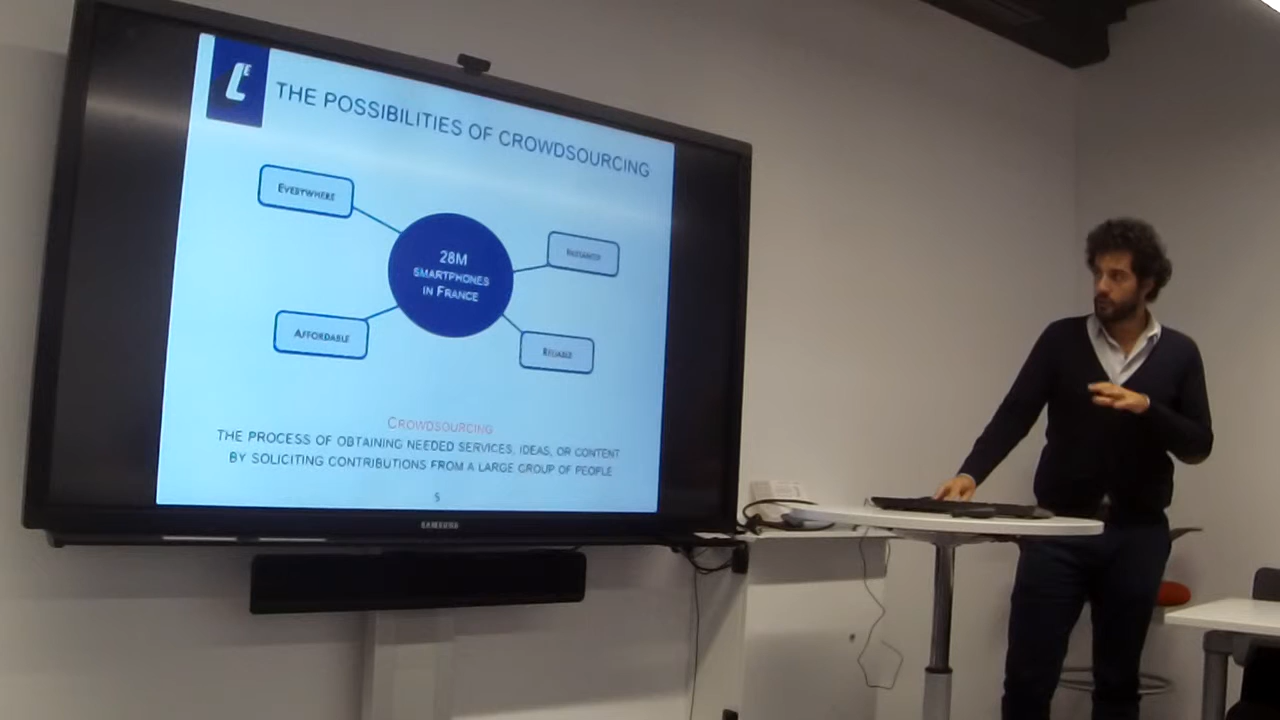 LE
THE POSSIBILITIES OF CROWDSOURCING
EVERYWHERE
28M
SMARTPHONES
IN FRANCE
AFFORDABLE
RELIABLE
CROWDSOURCING
THE PROCESS OF OBTAINING NEEDED SERVICES, IDEAS, OR CONTENT
BY SOLICITING CONTRIBUTIONS FROM A LARGE GROUP OF PEOPLE
5
SAMSUNG